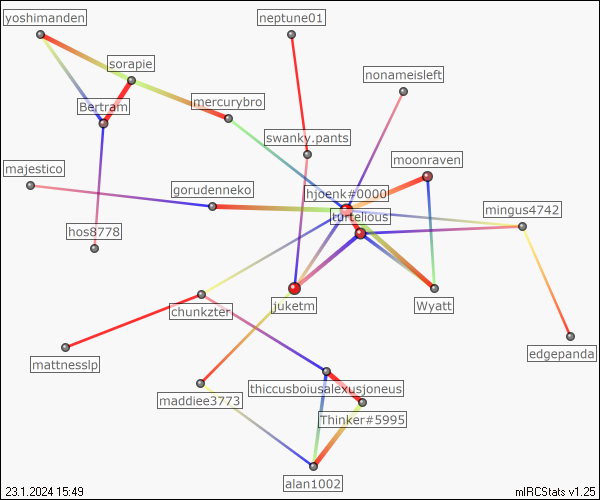 yoshimanden
neptune01
sorapie
nonameisleft
Bertram
mercurybro
swanky.pants
moonraven
majestico
gorudenneko
hjoenk#0000
turtelious
mingus4742
hos8778
chunkzter
juketm
Wyatt
mattnesslp
edgepanda
maddiee3773
thiccusboiusalexusjoneus
Thinker#5995
alan1002
23.1.2024 15:49
mIRCStats v1.25